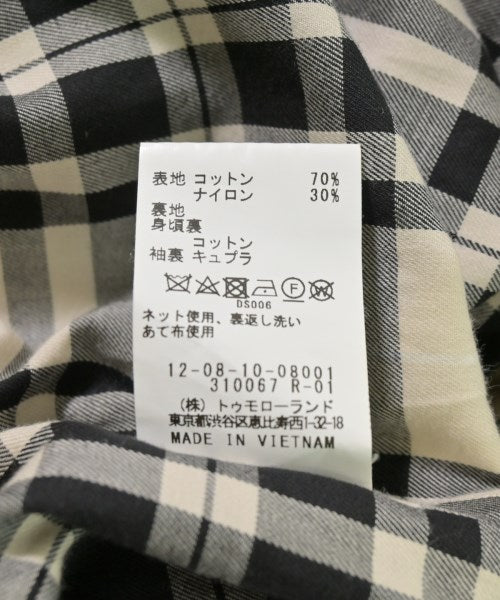 表地 コットン 70%
ナイロン 30%
裏地
身頃裏
コットン
袖裏 キュプラ
F W
DS006
ネット使用、裏返し洗い
あて布使用
12-08-10-08001
310067 R-01
(株) トゥモローランド
東京都渋谷区恵比寿西1-32-18
MADE IN VIETNAM